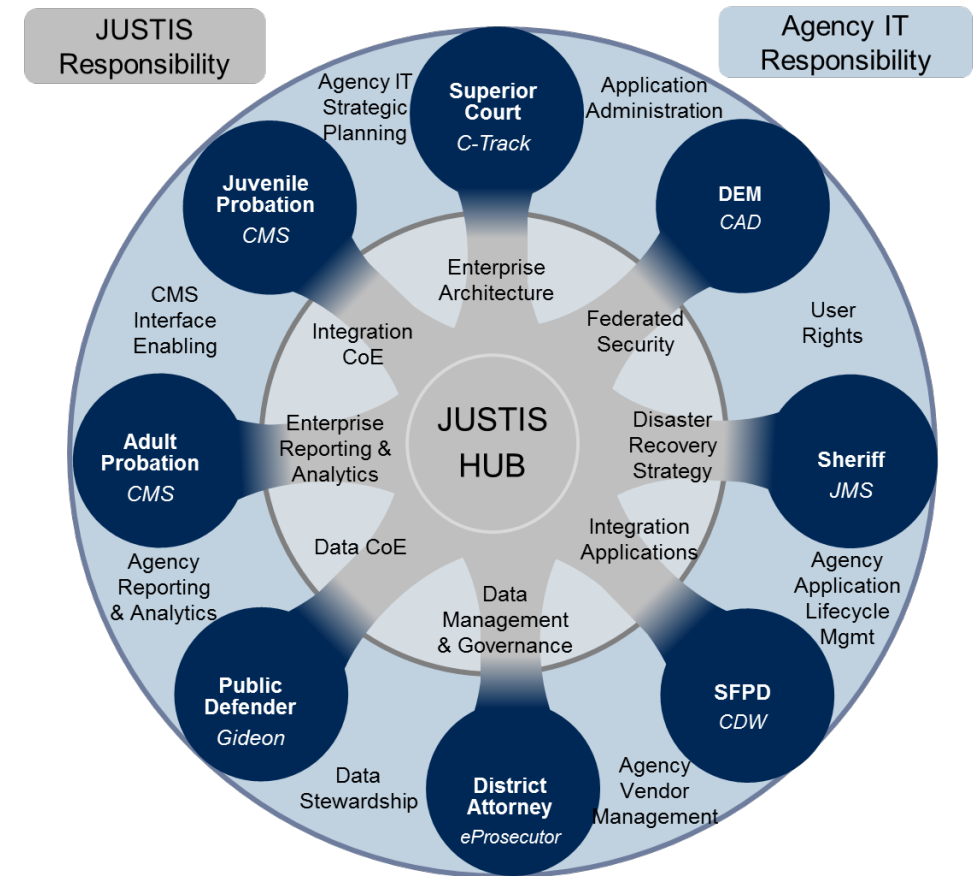 JUSTIS
Responsibility
Agency IT
Responsibility
Agency IT
Strategic
Planning
Superior
Court
C-Track
Application
Administration
Juvenile
Probation
CMS
DEM
CAD
Enterprise
Architecture
CMS
Interface
Enabling
Integration
CoE
Federated
Security
User
Rights
JUSTIS
HUB
Adult
Probation
CMS
Enterprise
Reporting &
Analytics
Disaster
Recovery
Strategy
Sheriff
JMS
Data CoE
Integration
Applications
Agency
Reporting
& Analytics
Data
Management
& Governance
Agency
Application
Lifecycle
Mgmt
Public
Defender
Gideon
SFPD
CDW
Data
Stewardship
District
Attorney
eProsecutor
Agency
Vendor
Management